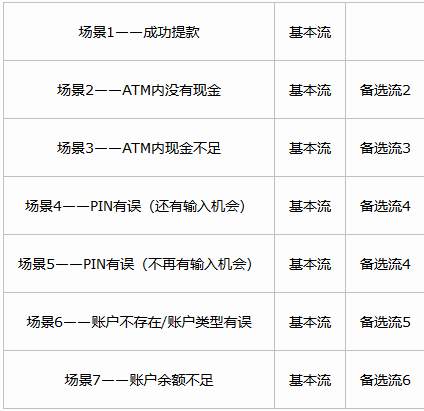 场景1——成功提款 基本流
场景2——ATM内没有现金 基本流 备选流2
场景3——ATM内现金不足 基本流 备选流3
场景4——PIN有误（还有输入机会） 基本流 备选流4
场景5——PIN有误（不再有输入机会） 基本流 备选流4
场景6——账户不存在/账户类型有误 基本流 备选流5
场景7——账户余额不足 基本流 备选流6